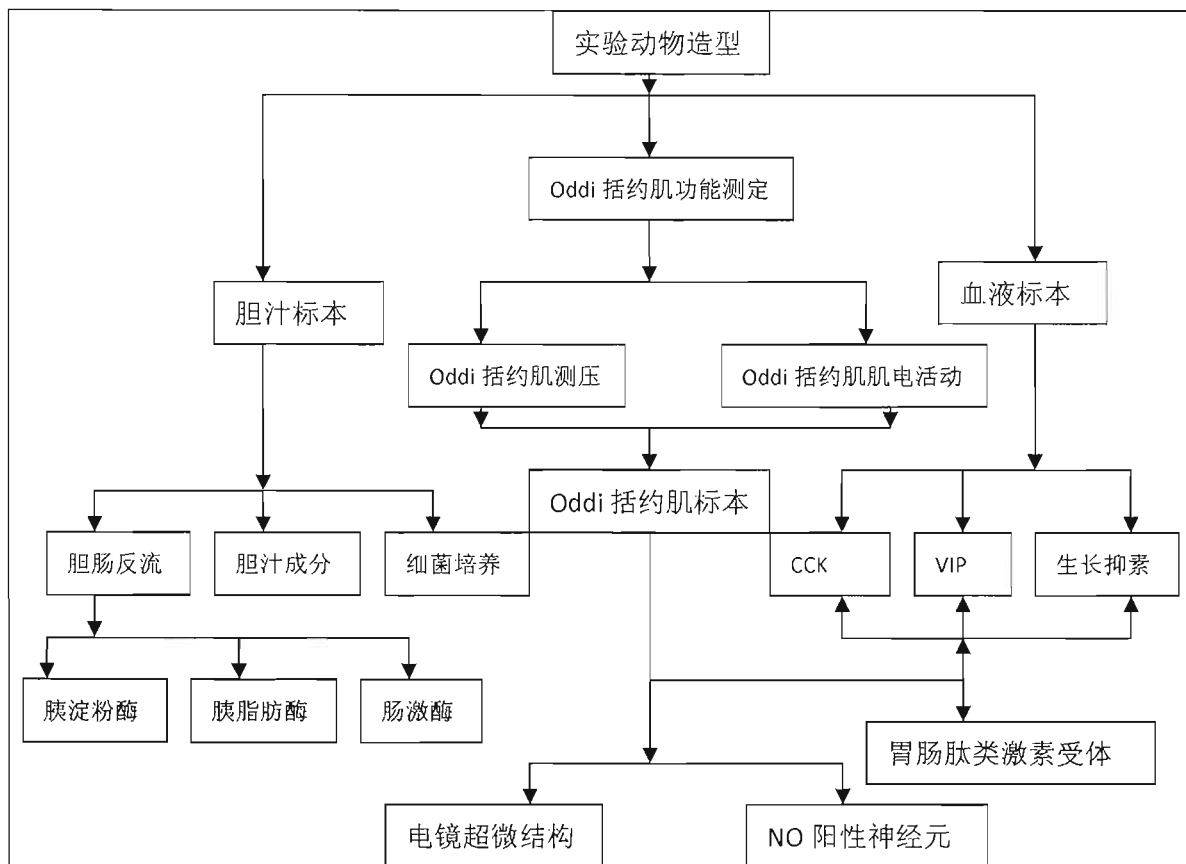 实验动物造型
Oddi 括约肌功能测定
胆汁标本
血液标本
Oddi 括约肌测压
Oddi 括约肌肌电活动
Oddi 括约肌标本
胆肠反流
胆汁成分
细菌培养
CCK
VIP
生长抑素
胰淀粉酶
胰脂肪酶
肠激酶
胃肠肽类激素受体
电镜超微结构
NO 阳性神经元